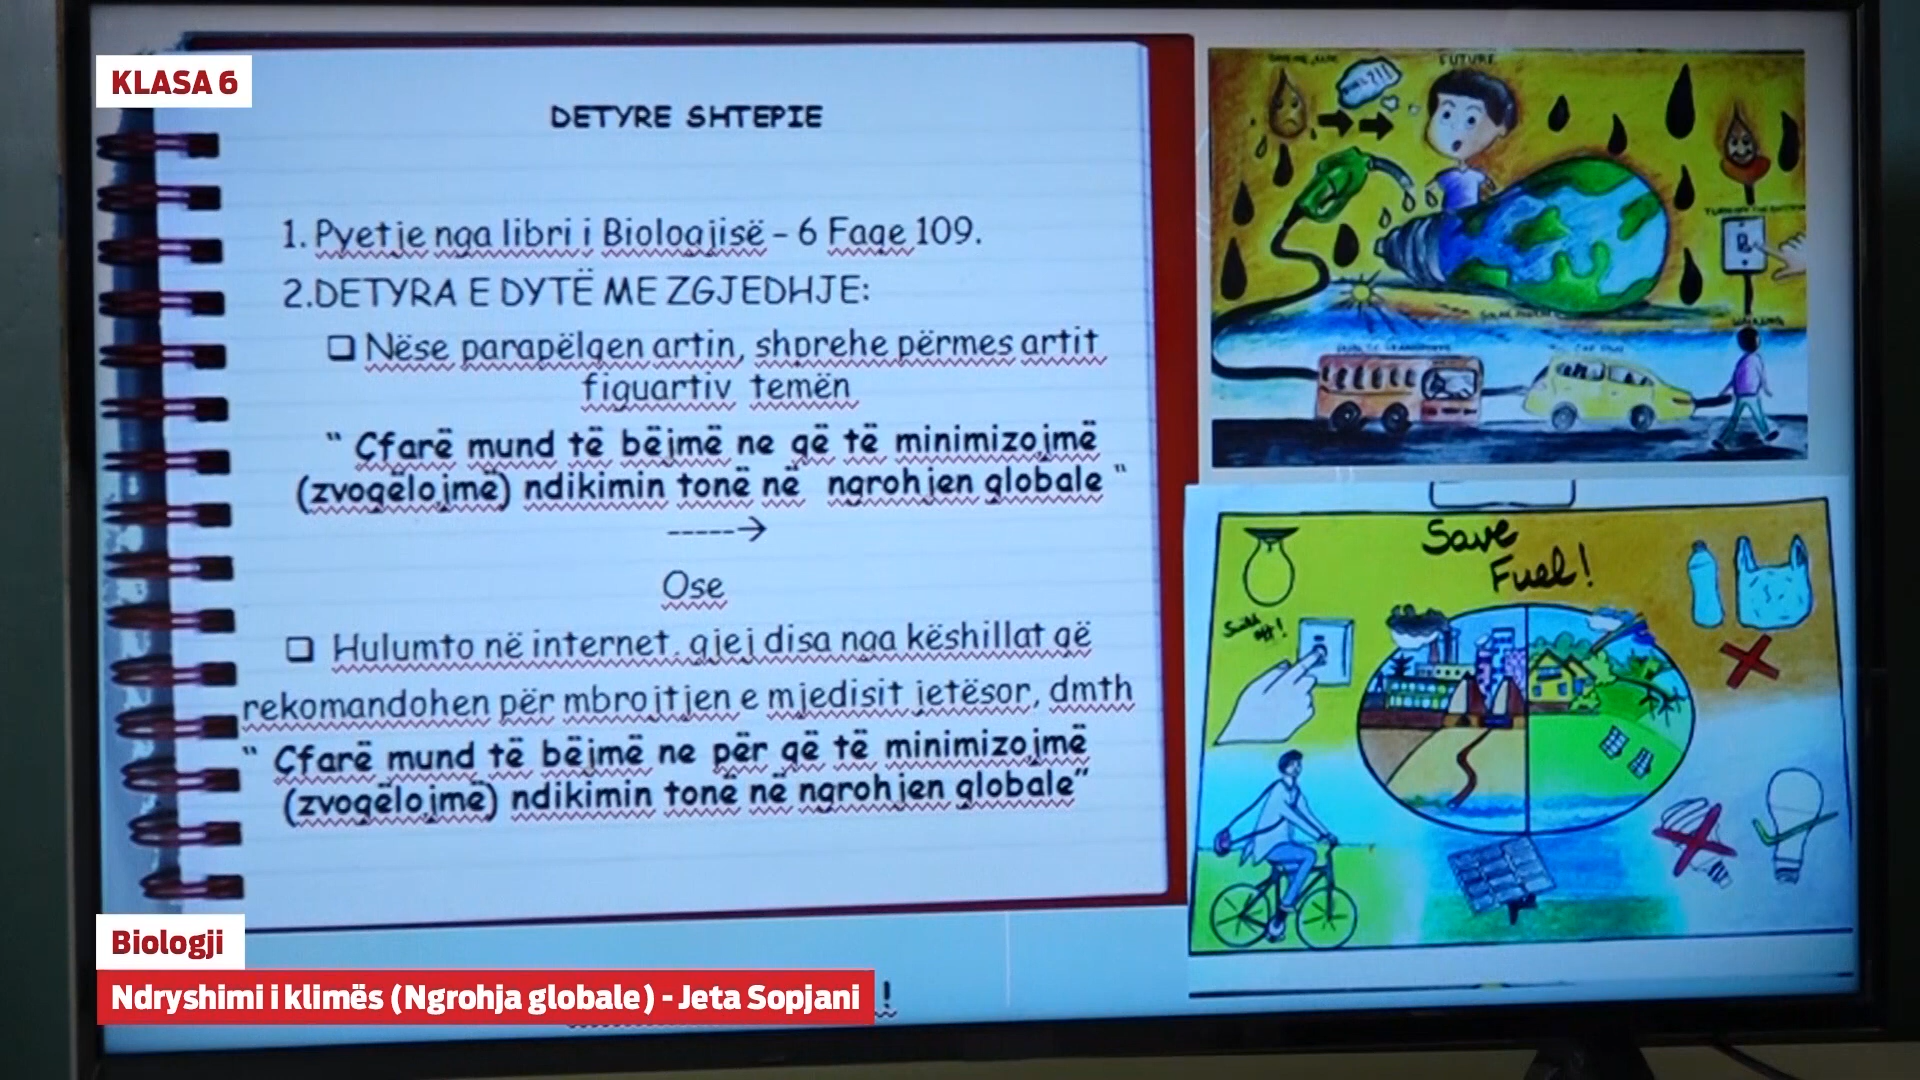 KLASA 6
DETYRE SHTEPIE
1. Pyetje nga libri i Biologjisë – 6 Faqe 109.
2.DETYRA E DYTË ME ZGJEDHJE:
Nëse parapëlqen artin, shprehe përmes artit
figuartiv temën
“ Cfarë mund të bëjmë ne që të minimizojmë
(zvogëlojmë) ndikimin tonë në ngrohjen globale “
----->
Ose
Hulumto në internet, gjej disa nga këshillat që
rekomandohen për mbrojtjen e mjedisit jetësor, dmth
“ Cfarë mund të bëjmë ne për që të minimizojmë
(zvogëlojmë) ndikimin tonë në ngrohjen globale”
FUTURE
Save
Fuel!
Biologji
Ndryshimi i klimës (Ngrohja globale) - Jeta Sopjani
!